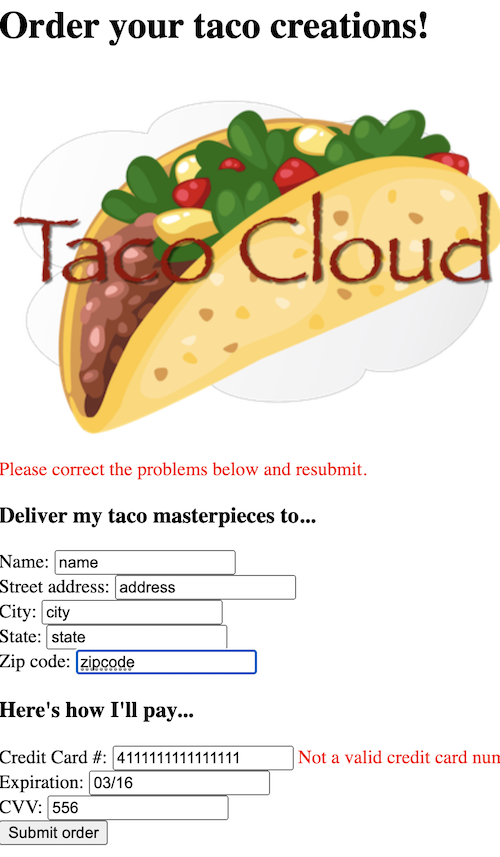 Order your taco creations!
Taco Cloud
Please correct the problems below and resubmit.
Deliver my taco masterpieces to...
Name: name
Street address: address
City: city
State: state
Zip code: zipcode
Here's how I'll pay...
Credit Card #: 4111111111111111 Not a valid credit card num
Expiration: 03/16
CVV: 556
Submit order